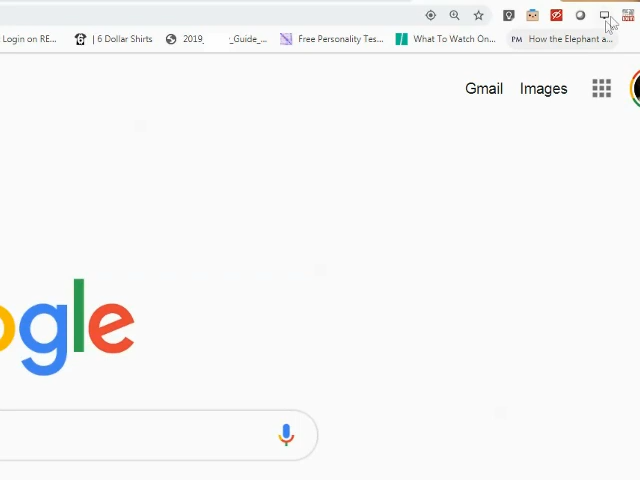 Login on RE... | 6 Dollar Shirts 2019_ _Guide_... Free Personality Tes... What To Watch On... PM How the Elephant a...
Gmail Images
ogle